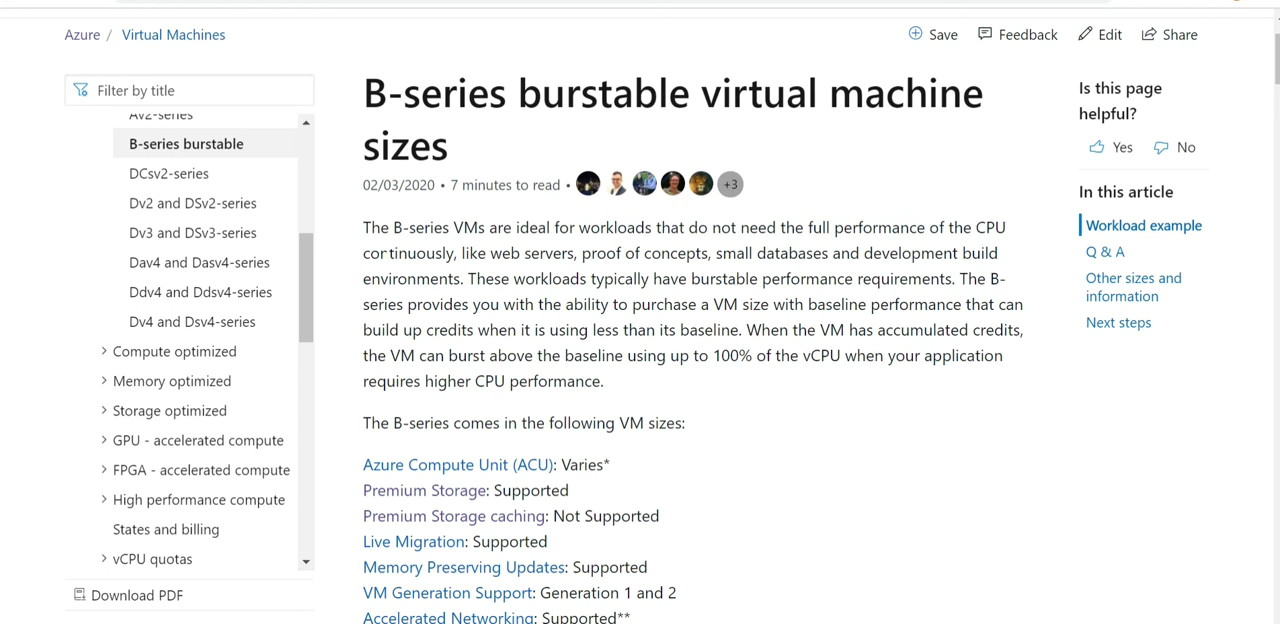 Azure / Virtual Machines
Save Feedback Edit Share
Filter by title
Av2-series
B-series burstable
DCsv2-series
Dv2 and DSv2-series
Dv3 and DSv3-series
Dav4 and Dasv4-series
Ddv4 and Ddsv4-series
Dv4 and Dsv4-series
Compute optimized
Memory optimized
Storage optimized
GPU - accelerated compute
FPGA - accelerated compute
High performance compute
States and billing
vCPU quotas
Download PDF
B-series burstable virtual machine
sizes
02/03/2020 • 7 minutes to read • +3
The B-series VMs are ideal for workloads that do not need the full performance of the CPU
continuously, like web servers, proof of concepts, small databases and development build
environments. These workloads typically have burstable performance requirements. The B-
series provides you with the ability to purchase a VM size with baseline performance that can
build up credits when it is using less than its baseline. When the VM has accumulated credits,
the VM can burst above the baseline using up to 100% of the vCPU when your application
requires higher CPU performance.
The B-series comes in the following VM sizes:
Azure Compute Unit (ACU): Varies*
Premium Storage: Supported
Premium Storage caching: Not Supported
Live Migration: Supported
Memory Preserving Updates: Supported
VM Generation Support: Generation 1 and 2
Accelerated Networking: Supported**
Is this page
helpful?
Yes No
In this article
Workload example
Q & A
Other sizes and
information
Next steps